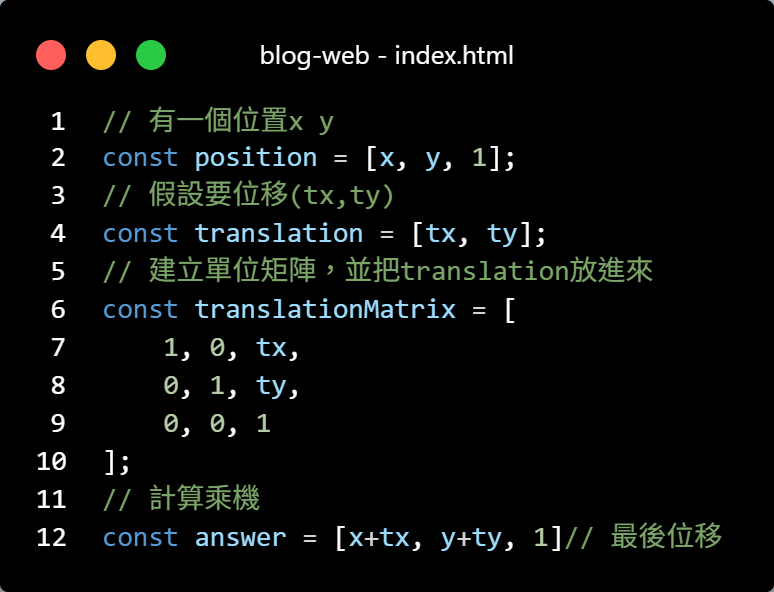 blog-web - index.html
1 // 有一個位置x y
2 const position = [x, y, 1];
3 // 假設要位移(tx,ty)
4 const translation = [tx, ty];
5 // 建立單位矩陣，並把translation放進來
6 const translationMatrix = [
7     1, 0, tx,
8     0, 1, ty,
9     0, 0, 1
10 ];
11 // 計算乘機
12 const answer = [x+tx, y+ty, 1]// 最後位移